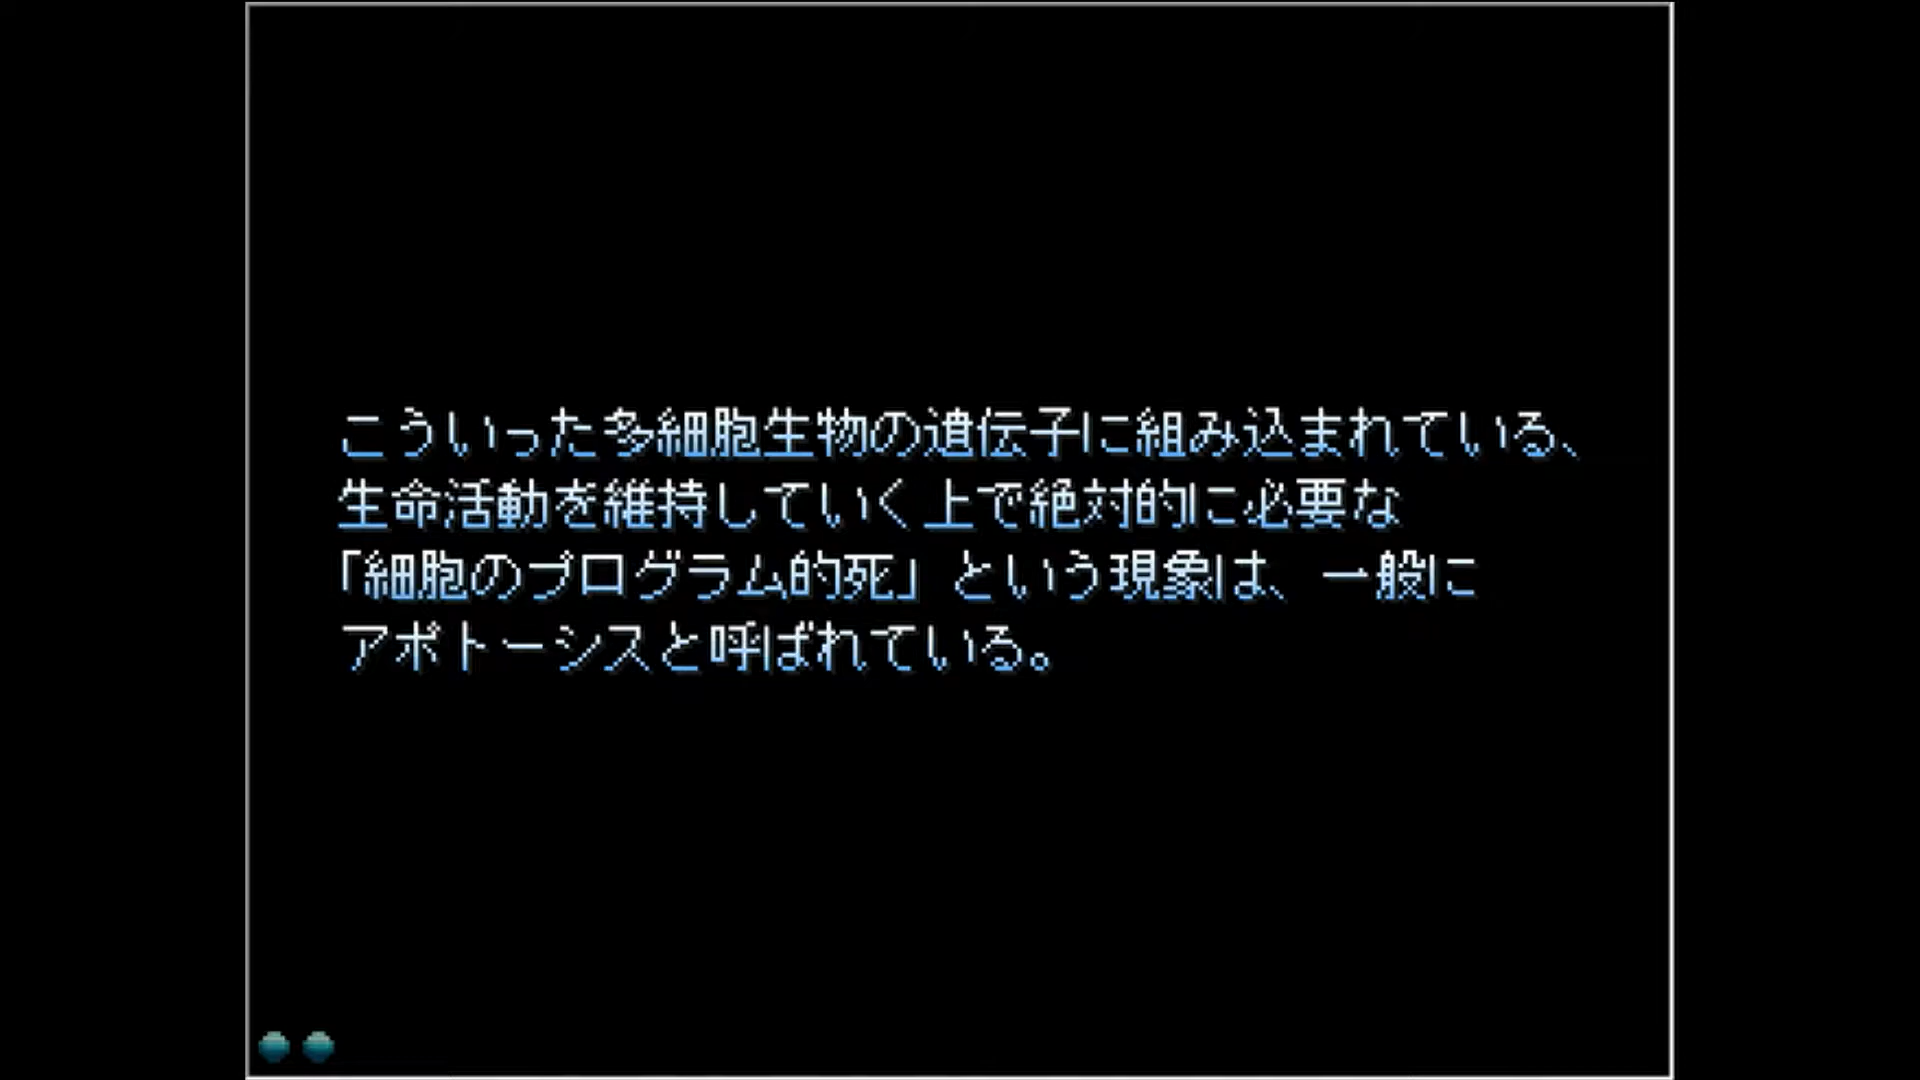 こういった多細胞生物の遺伝子に組み込まれている、
生命活動を維持していく上で絶対的に必要な
「細胞のプログラム的死」という現象は、一般に
アポトーシスと呼ばれている。